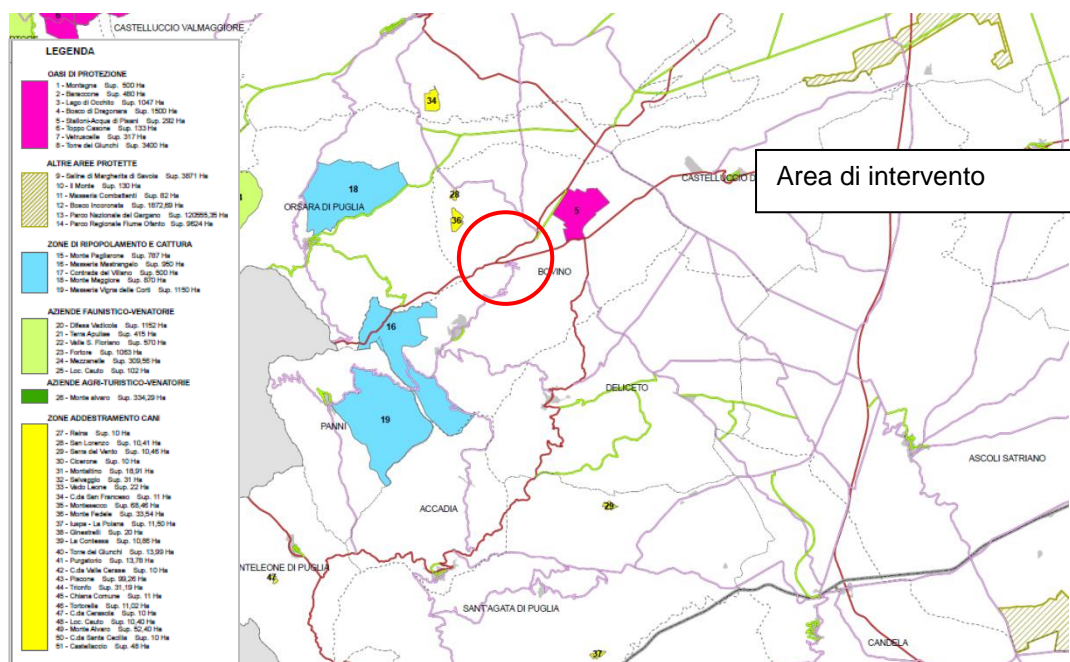 CASTELLUCCIO VALMAGGIORE
LEGENDA
OASI DI PROTEZIONE
1 - Montagna Sup. 500 Ha
2 - Baraccone Sup. 460 Ha
3 - Lago di Occhito Sup. 1047 Ha
4 - Bosco di Dragonara Sup. 1500 Ha
5 - Stalloni-Acqua di Pisani Sup. 292 Ha
6 - Toppo Casone Sup. 133 Ha
7 - Vetruscelle Sup. 317 Ha
8 - Torre dei Giunchi Sup. 3400 Ha
ALTRE AREE PROTETTE
9 - Saline di Margherita di Savoia Sup. 3871 Ha
10 - Il Monte Sup. 130 Ha
11 - Masseria Combattenti Sup. 82 Ha
12 - Bosco Incoronata Sup. 1872,69 Ha
13 - Parco Nazionale del Gargano Sup. 120555,35 Ha
14 - Parco Regionale Fiume Ofanto Sup. 9624 Ha
ZONE DI RIPOPOLAMENTO E CATTURA
15 - Monte Pagliarone Sup. 787 Ha
16 - Masseria Mastrangelo Sup. 950 Ha
17 - Contrada del Villano Sup. 500 Ha
18 - Monte Maggiore Sup. 870 Ha
19 - Masseria Vigna delle Corti Sup. 1150 Ha
AZIENDE FAUNISTICO-VENATORIE
20 - Difesa Vadicola Sup. 1152 Ha
21 - Terra Apuliae Sup. 415 Ha
22 - Valle S. Floriano Sup. 570 Ha
23 - Fortore Sup. 1063 Ha
24 - Mezzanelle Sup. 309,56 Ha
25 - Loc. Cauto Sup. 102 Ha
AZIENDE AGRI-TURISTICO-VENATORIE
26 - Monte alvaro Sup. 334,29 Ha
ZONE ADDESTRAMENTO CANI
27 - Reina Sup. 10 Ha
28 - San Lorenzo Sup. 10,41 Ha
29 - Serra del Vento Sup. 10,46 Ha
30 - Cicerone Sup. 10 Ha
31 - Montaltino Sup. 18,91 Ha
32 - Selvaggio Sup. 31 Ha
33 - Vado Leone Sup. 22 Ha
34 - C.da San Francesco Sup. 11 Ha
35 - Montesecco Sup. 68,46 Ha
36 - Monte Fedele Sup. 33,54 Ha
37 - Iuspa - La Poiana Sup. 11,50 Ha
38 - Ginestrelli Sup. 20 Ha
39 - La Contessa Sup. 10,86 Ha
40 - Torre dei Giunchi Sup. 13,99 Ha
41 - Purgatorio Sup. 13,78 Ha
42 - C.da Valle Cerase Sup. 10 Ha
43 - Piscone Sup. 99,26 Ha
44 - Trionfo Sup. 31,19 Ha
45 - Chiana Comune Sup. 11 Ha
46 - Tortorella Sup. 11,02 Ha
47 - C.da Cerasola Sup. 10 Ha
48 - Loc. Cauto Sup. 10,40 Ha
49 - Monte Alvaro Sup. 52,40 Ha
50 - C.da Santa Cecilia Sup. 10 Ha
51 - Castellaccio Sup. 48 Ha
34
18
28
ORSARA DI PUGLIA
36
5
CASTELLUCCIO D
Area di intervento
BOVINO
16
DELICETO
PANNI
19
ASCOLI SATRIANO
ACCADIA
29
NTELEONE DI PUGLIA
47
SANT'AGATA DI PUGLIA
CANDELA
37